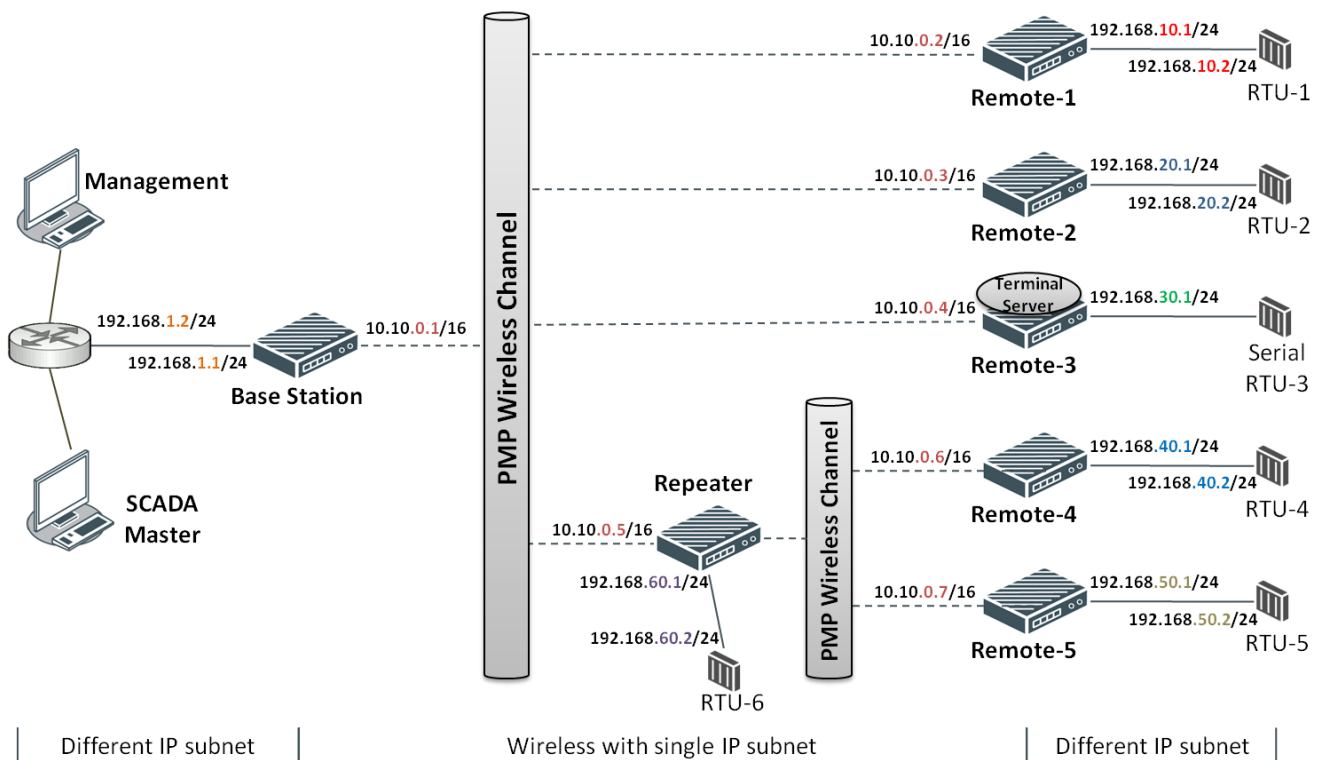 10.10.0.2/16
192.168.10.1/24
192.168.10.2/24
Remote-1
RTU-1
Management
10.10.0.3/16
192.168.20.1/24
192.168.20.2/24
Remote-2
RTU-2
PMP Wireless Channel
192.168.1.2/24
192.168.1.1/24
Base Station
10.10.0.1/16
10.10.0.4/16
Terminal
Server
192.168.30.1/24
Remote-3
Serial
RTU-3
SCADA
Master
Repeater
10.10.0.5/16
192.168.60.1/24
192.168.60.2/24
RTU-6
PMP Wireless Channel
10.10.0.6/16
192.168.40.1/24
192.168.40.2/24
Remote-4
RTU-4
10.10.0.7/16
192.168.50.1/24
192.168.50.2/24
Remote-5
RTU-5
Different IP subnet
Wireless with single IP subnet
Different IP subnet